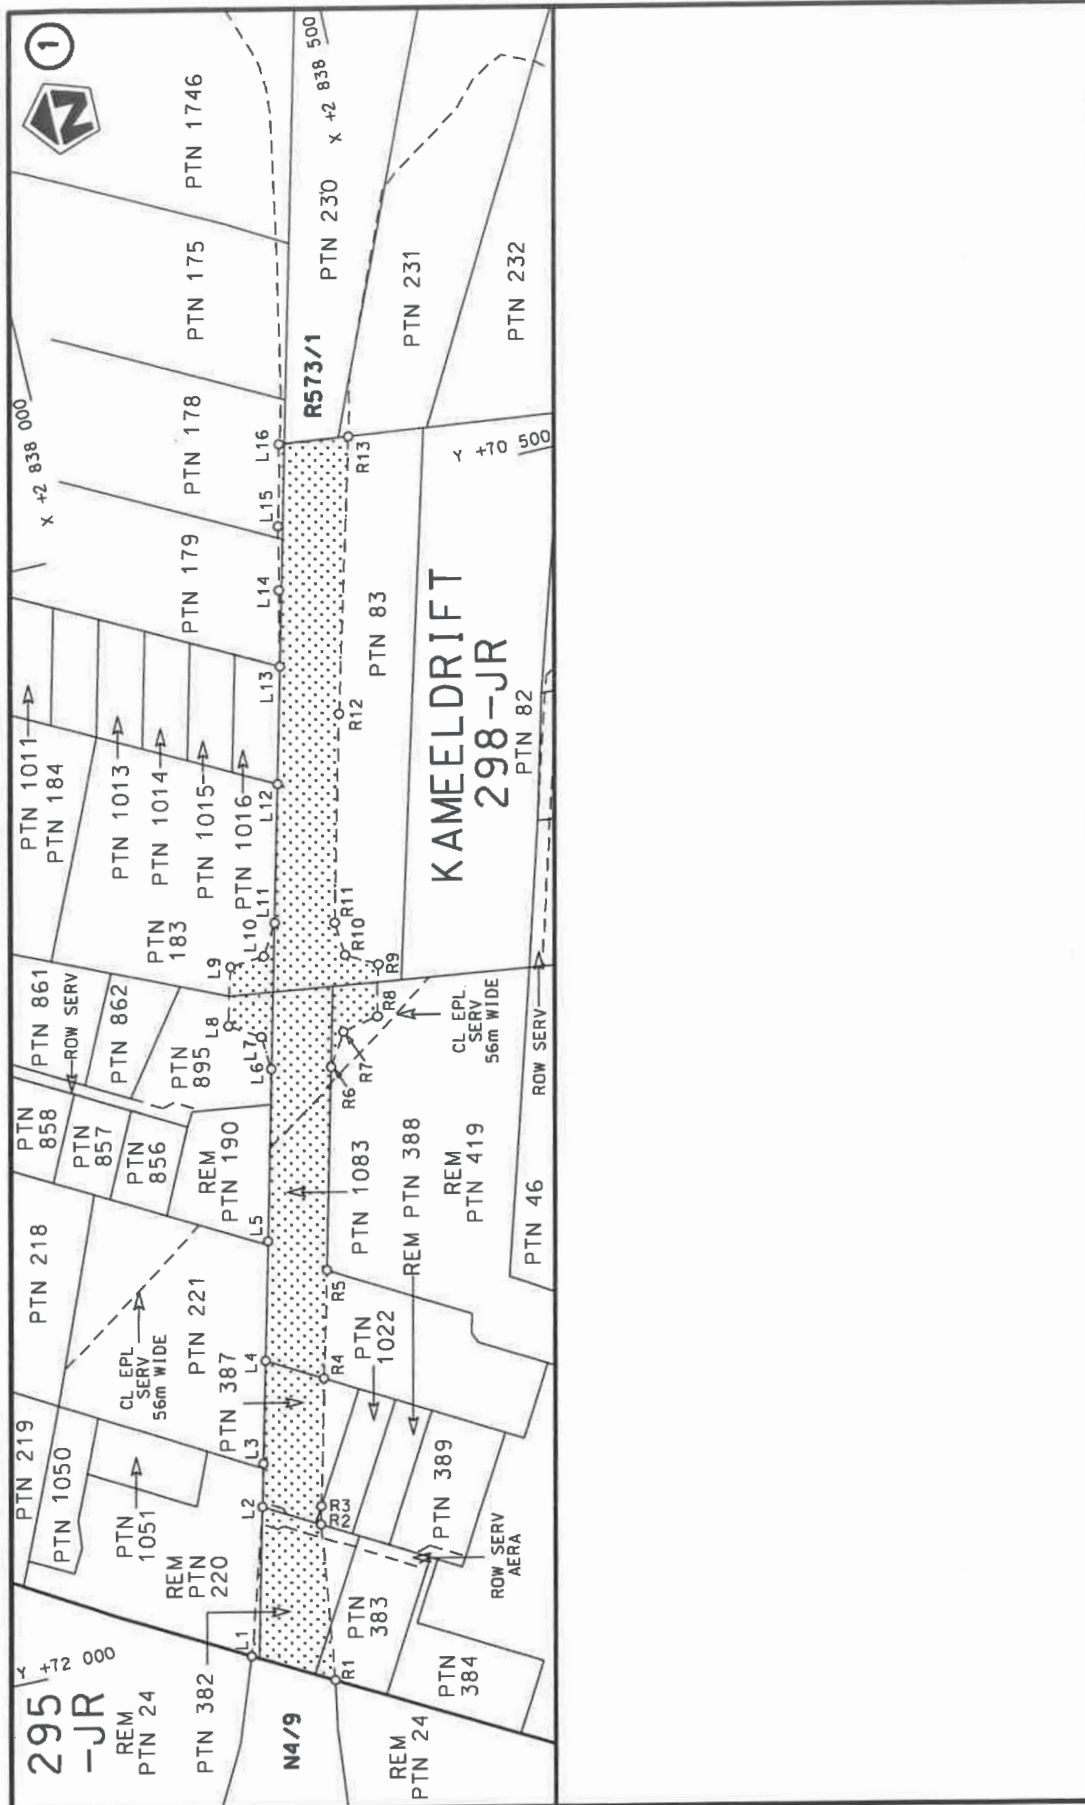 1
N
X +2 838 000
X +2 838 500
PTN 1746
PTN 175
PTN 178
PTN 179
PTN 230
PTN 231
PTN 232
R573/1
Y +70 500
L16
L15
L14
L13
L12
L11
L10
L9
L8
L7
L6
L5
L4
L3
L2
L1
R13
R12
R11
R10
R9
R8
R7
R6
R5
R4
R3
R2
R1
PTN 83
KAMEELDRIFT
298-JR
PTN 82
PTN 1011
PTN 184
PTN 1013
PTN 1014
PTN 1015
PTN 1016
PTN
183
PTN 861
ROW SERV
PTN 862
PTN
895
PTN
858
PTN
857
PTN
856
REM
PTN 190
CL EPL
SERV
56m WIDE
ROW SERV
PTN 1083
REM PTN 388
REM
PTN 419
PTN 46
PTN 218
PTN 221
CL EPL
SERV
56m WIDE
PTN 387
PTN
1022
PTN 389
PTN 219
PTN 1050
PTN
1051
REM
PTN
220
ROW SERV
AERA
PTN
383
PTN
384
Y +72 000
295
-JR
REM
PTN 24
PTN 382
N4/9
REM
PTN 24